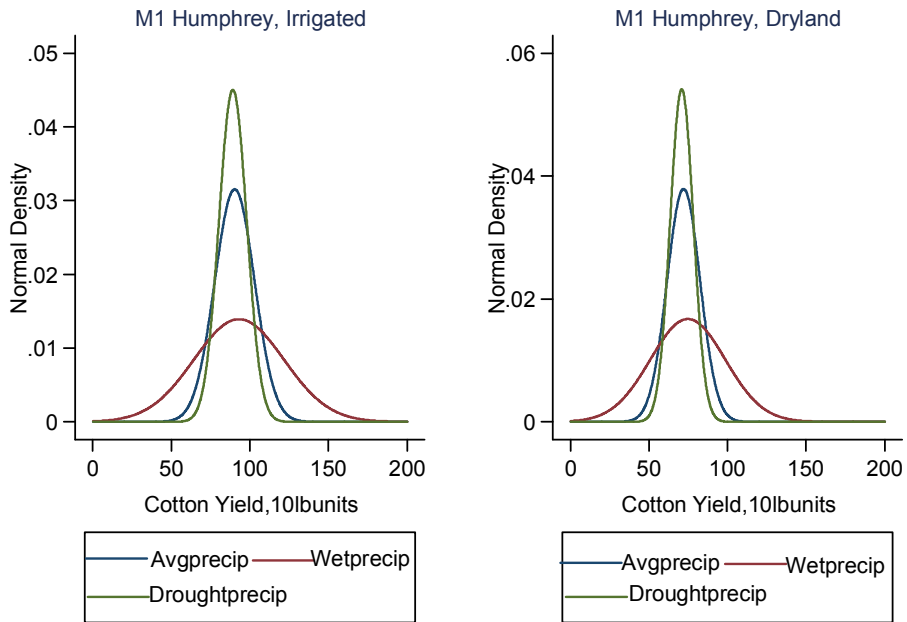 M1 Humphrey, Irrigated
.05
.04
.03
.02
.01
0
Normal Density
0 50 100 150 200
Cotton Yield,10lbunits
Avgprecip Wetprecip
Droughtprecip
M1 Humphrey, Dryland
.06
.04
.02
0
Normal Density
0 50 100 150 200
Cotton Yield,10lbunits
Avgprecip Wetprecip
Droughtprecip